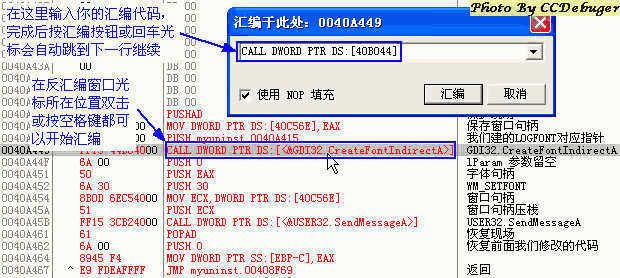 Photo By CCDebuger
在这里输入你的汇编代码,
完成后按汇编按钮或回车光
标会自动跳到下一行继续
汇编于此处: 0040A449
CALL DWORD PTR DS:[40B044]
使用 NOP 填充
汇编
取消
在反汇编窗口光
标所在位置双击
或按空格键都可
以开始汇编
DB 00
DB 00
PUSHAD
MOV DWORD PTR DS:[40C56E],EAX 保存窗口句柄
PUSH myuninst.0040A415 我们建的LOGFONT对应指针
CALL DWORD PTR DS:[<&GDI32.CreateFontIndirectA>] GDI32.CreateFontIndirectA
0040A44F 6A 00 PUSH 0 lParam 参数留空
0040A451 50 PUSH EAX 字体句柄
0040A452 6A 30 PUSH 30 WM_SETFONT
0040A454 8B0D 6EC54000 MOV ECX,DWORD PTR DS:[40C56E] 窗口句柄
0040A45A 51 PUSH ECX 窗口句柄压栈
0040A45B FF15 3CB24000 CALL DWORD PTR DS:[<&USER32.SendMessageA>] USER32.SendMessageA
0040A461 61 POPAD 恢复现场
0040A462 6A 00 PUSH 0 恢复前面我们修改的代码
0040A464 8945 F4 MOV DWORD PTR SS:[EBP-C],EAX
0040A467 ^ E9 FDEAFFFF JMP myuninst.00408F69 返回